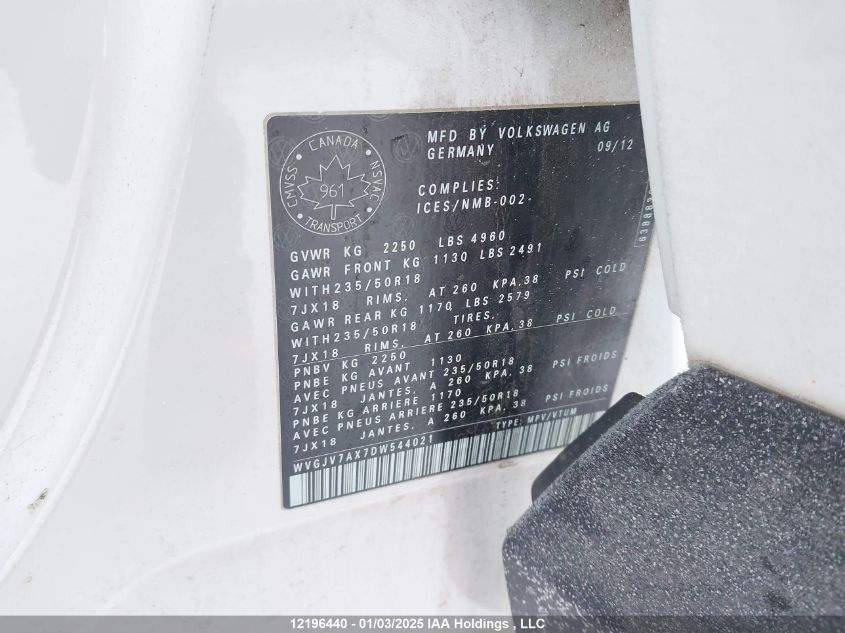 CANADA
CMVSS
NSVAC
961
TRANSPORT
MFD BY VOLKSWAGEN AG
GERMANY 09/12
COMPLIES:
ICES/NMB-002-
GVWR KG 2250 LBS 4960
GAWR FRONT KG 1130 LBS 2491
WITH235/50R18
7JX18 RIMS, AT 260 KPA,38 PSI COLD
GAWR REAR KG 1170 LBS 2579
WITH235/50R18 TIRES,
7JX18 RIMS, AT 260 KPA,38 PSI COLD
PNBV KG 2250
PNBE KG AVANT 1130
AVEC PNEUS AVANT 235/50R18
7JX18 JANTES, A 260 KPA, 38 PSI FROIDS
PNBE KG ARRIERE 1170
AVEC PNEUS ARRIERE 235/50R18
7JX18 JANTES, A 260 KPA, 38 PSI FROIDS
WVGJV7AX7DW544021 TYPE: MPV/VTUM
12196440 - 01/03/2025 IAA Holdings , LLC